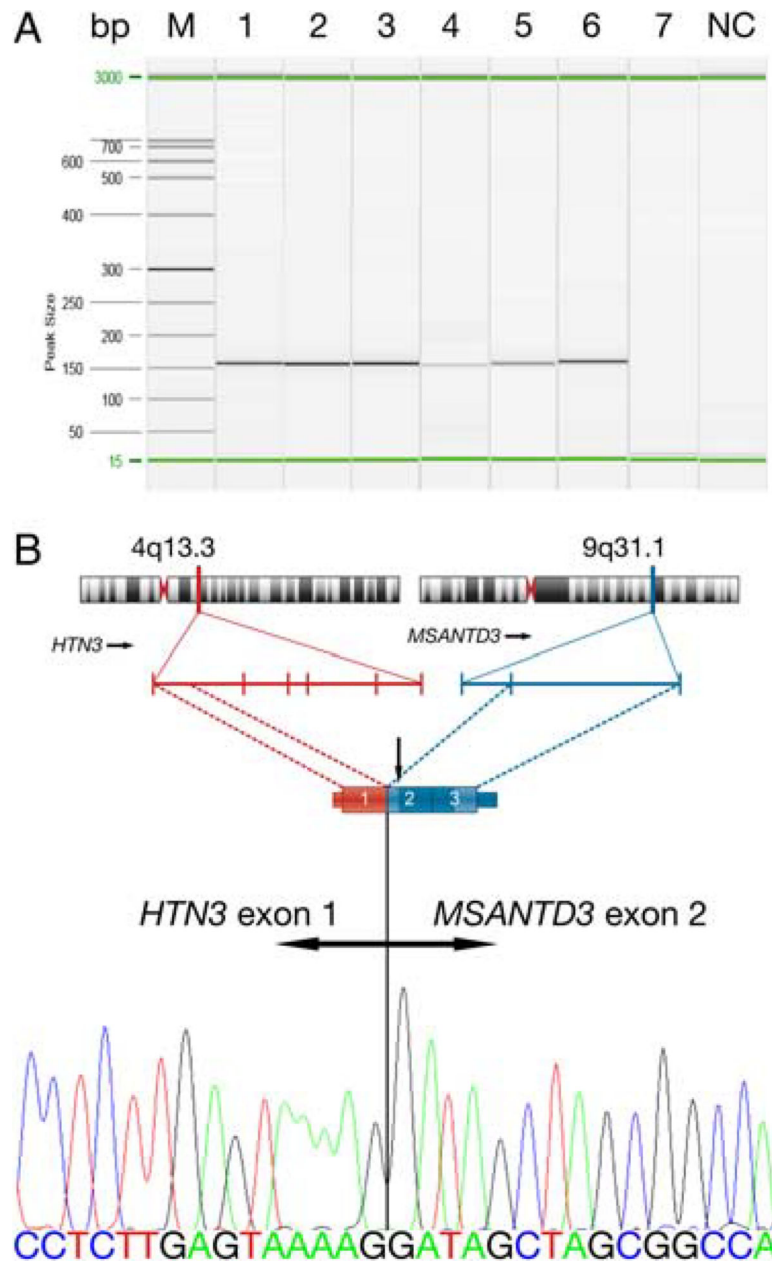 A bp M 1 2 3 4 5 6 7 NC
3000
700
600
500
400
300
250
200
150
100
50
15
Peak Size
B
4q13.3 9q31.1
HTN3 MSANTD3
1 2 3
HTN3 exon 1 MSANTD3 exon 2
CCTCTTGAGTAAAAGGATAGCTAGCGGCCA